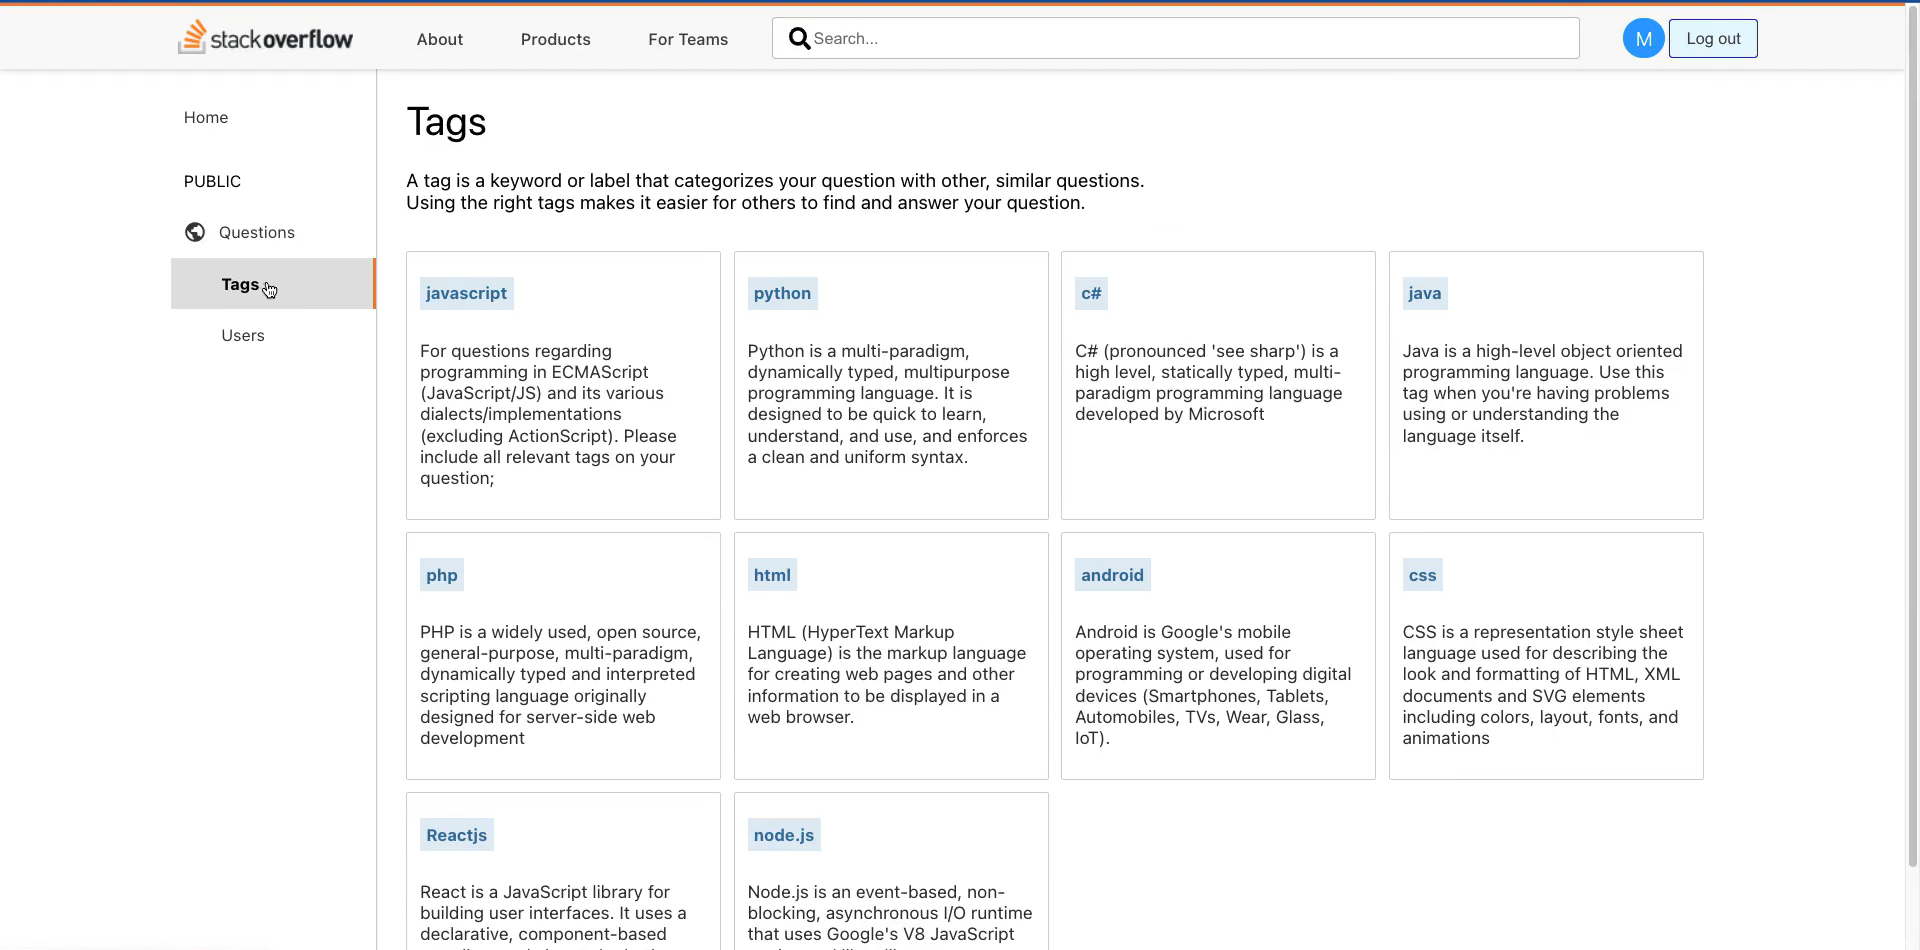 stackoverflow About Products For Teams Search... M Log out
Home
PUBLIC
Questions
Tags
Users
Tags
A tag is a keyword or label that categorizes your question with other, similar questions.
Using the right tags makes it easier for others to find and answer your question.
javascript
For questions regarding
programming in ECMAScript
(JavaScript/JS) and its various
dialects/implementations
(excluding ActionScript). Please
include all relevant tags on your
question;
python
Python is a multi-paradigm,
dynamically typed, multipurpose
programming language. It is
designed to be quick to learn,
understand, and use, and enforces
a clean and uniform syntax.
c#
C# (pronounced 'see sharp') is a
high level, statically typed, multi-
paradigm programming language
developed by Microsoft
java
Java is a high-level object oriented
programming language. Use this
tag when you're having problems
using or understanding the
language itself.
php
PHP is a widely used, open source,
general-purpose, multi-paradigm,
dynamically typed and interpreted
scripting language originally
designed for server-side web
development
html
HTML (HyperText Markup
Language) is the markup language
for creating web pages and other
information to be displayed in a
web browser.
android
Android is Google's mobile
operating system, used for
programming or developing digital
devices (Smartphones, Tablets,
Automobiles, TVs, Wear, Glass,
IoT).
css
CSS is a representation style sheet
language used for describing the
look and formatting of HTML, XML
documents and SVG elements
including colors, layout, fonts, and
animations
Reactjs
React is a JavaScript library for
building user interfaces. It uses a
declarative, component-based
node.js
Node.js is an event-based, non-
blocking, asynchronous I/O runtime
that uses Google's V8 JavaScript